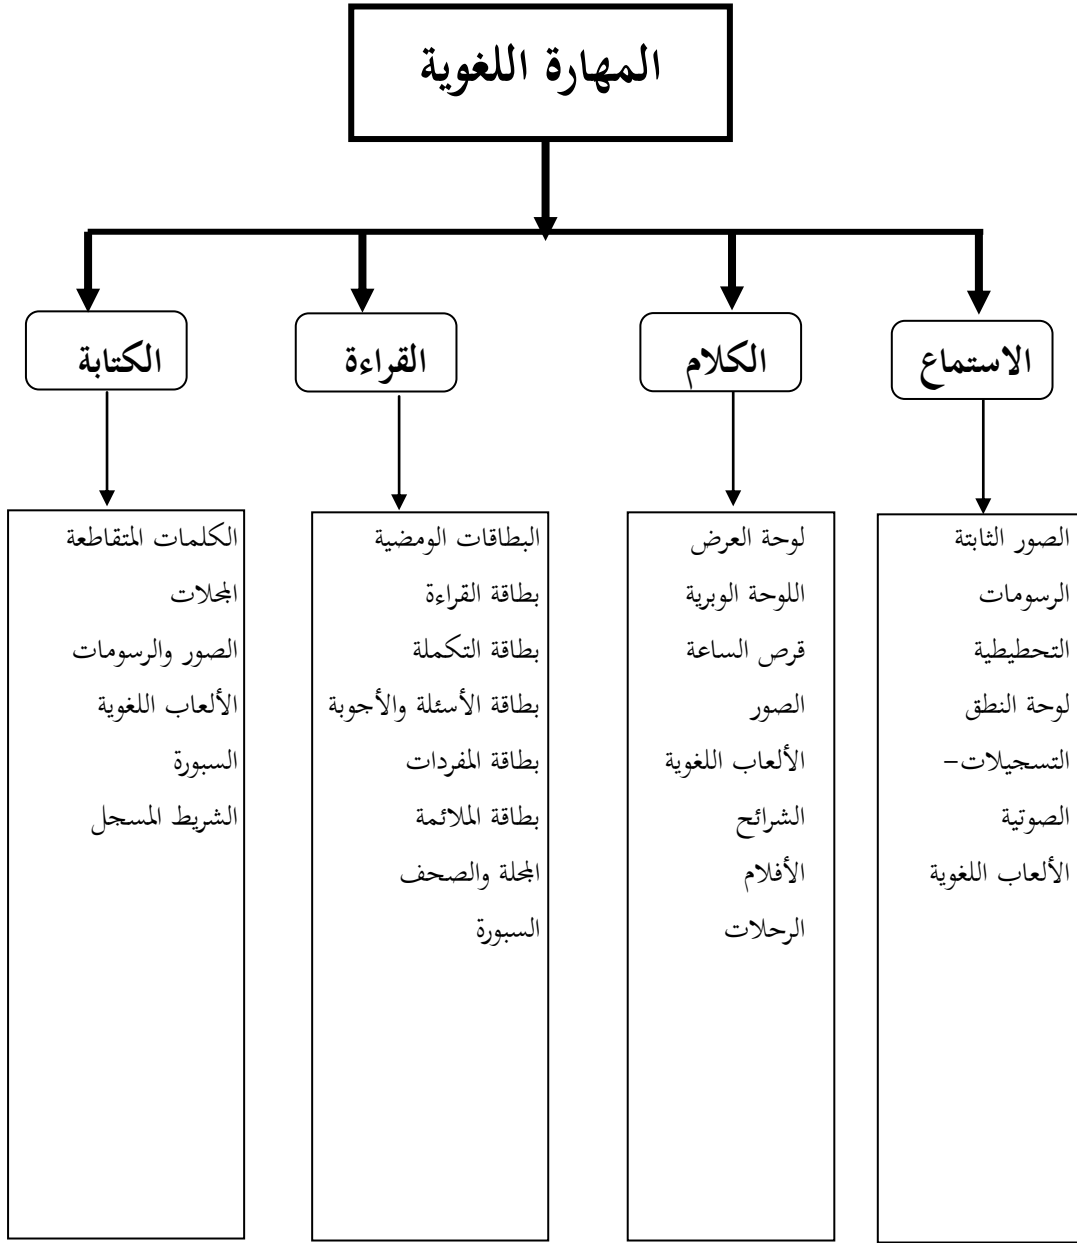 المهارة اللغوية
الاستماع
الكلام
القراءة
الكتابة
الصور الثابتة
الرسومات
التحطيطية
لوحة النطق
التسجيلات-
الصوتية
الألعاب اللغوية
لوحة العرض
اللوحة الوبرية
قرص الساعة
الصور
الألعاب اللغوية
الشرائح
الأفلام
الرحلات
البطاقات الومضية
بطاقة القراءة
بطاقة التكملة
بطاقة الأسئلة والأجوبة
بطاقة المفردات
بطاقة الملائمة
المجلة والصحف
السبورة
الكلمات المتقاطعة
المجلات
الصور والرسومات
الألعاب اللغوية
السبورة
الشريط المسجل